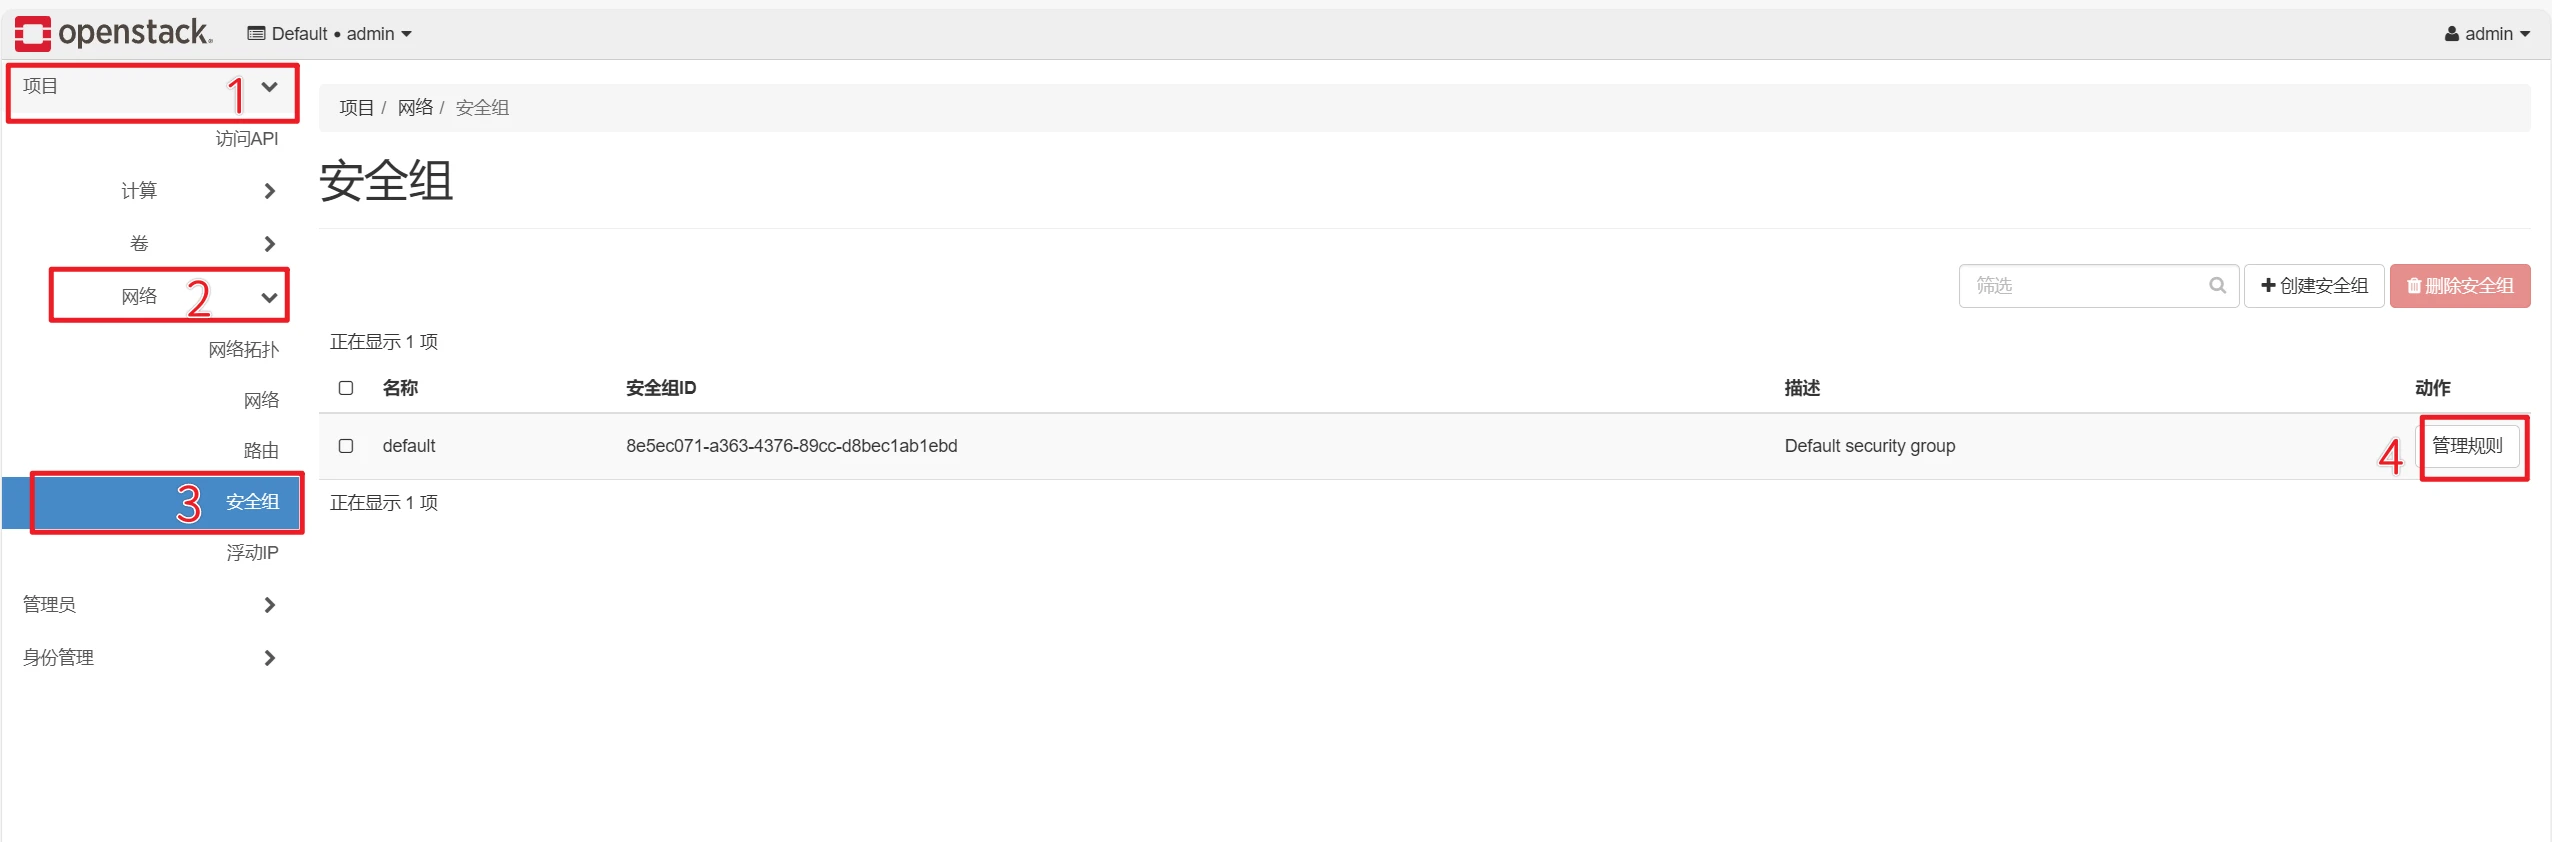 openstack. Default • admin admin
项目 1
访问API
计算
卷
网络 2
网络拓扑
网络
路由
3 安全组
浮动IP
管理员
身份管理
项目 / 网络 / 安全组
安全组
筛选 创建安全组 删除安全组
正在显示 1 项
名称 安全组ID 描述 动作
default 8e5ec071-a363-4376-89cc-d8bec1ab1ebd Default security group 4 管理规则
正在显示 1 项